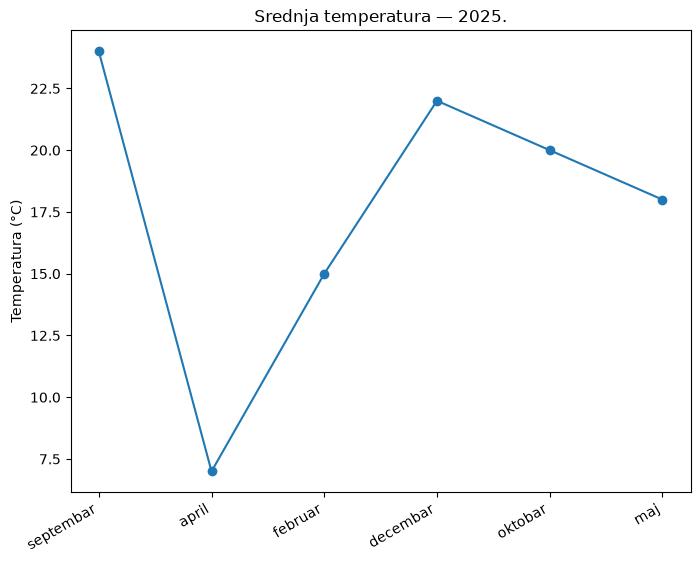 Srednja temperatura — 2025.
Temperatura (°C)
22.5
20.0
17.5
15.0
12.5
10.0
7.5
septembar
april
februar
decembar
oktobar
maj